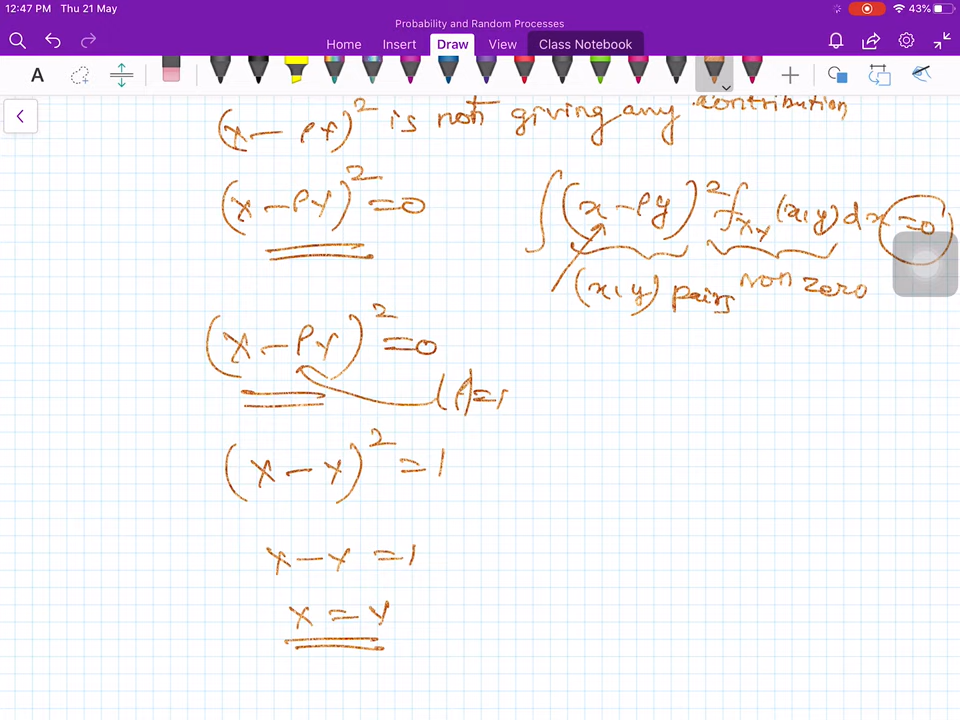 12:47 PM Thu 21 May
43%
Probability and Random Processes
Home Insert Draw View Class Notebook
A
(X - ρY)² is not giving any contribution
(X - ρY)² = 0
∫ (x - ρy)² f_XY (x,y) dx = 0
(x,y) pairs non zero
(X - ρY)² = 0
|ρ| = 1
(X - Y)² = 1
X - Y = 1
X = Y